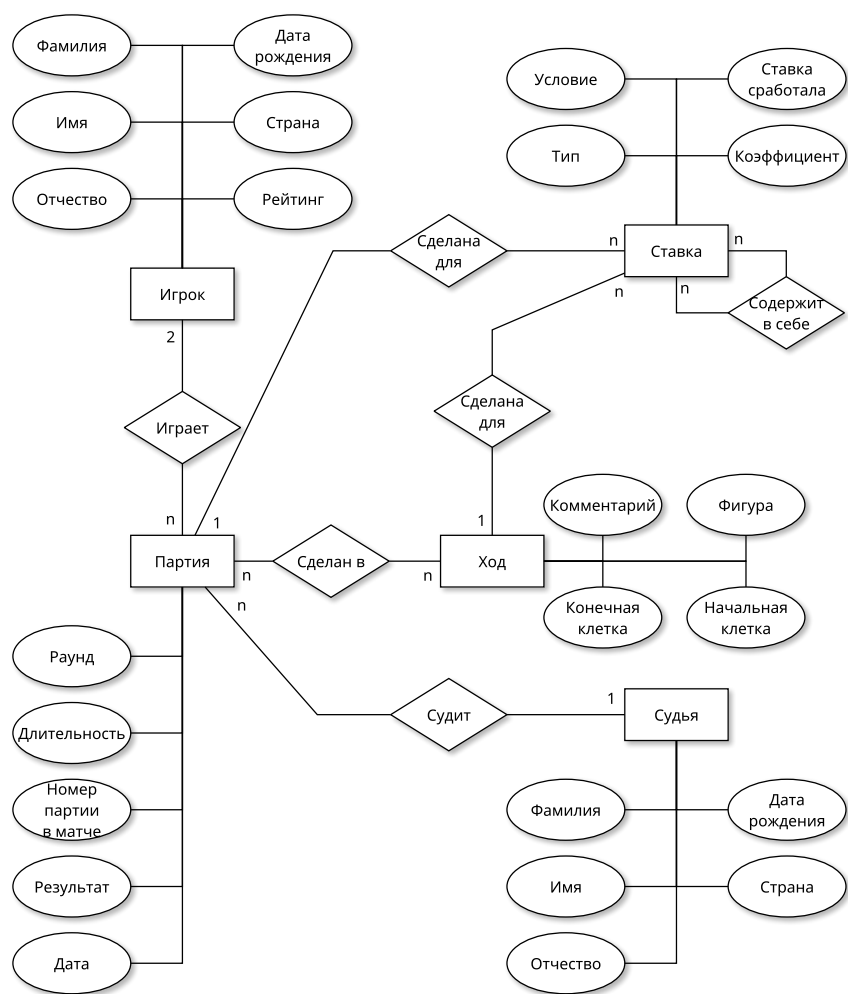 Фамилия
Дата
рождения
Имя
Страна
Отчество
Рейтинг
Игрок
2
Играет
n
1
Условие
Ставка
сработала
Тип
Коэффициент
Сделана
для
n
Ставка
n
n
n
Содержит
в себе
Сделана
для
1
Партия
n
Сделан в
n
Ход
Комментарий
Фигура
Конечная
клетка
Начальная
клетка
n
Судит
1
Судья
Раунд
Длительность
Номер
партии
в матче
Результат
Дата
Фамилия
Дата
рождения
Имя
Страна
Отчество